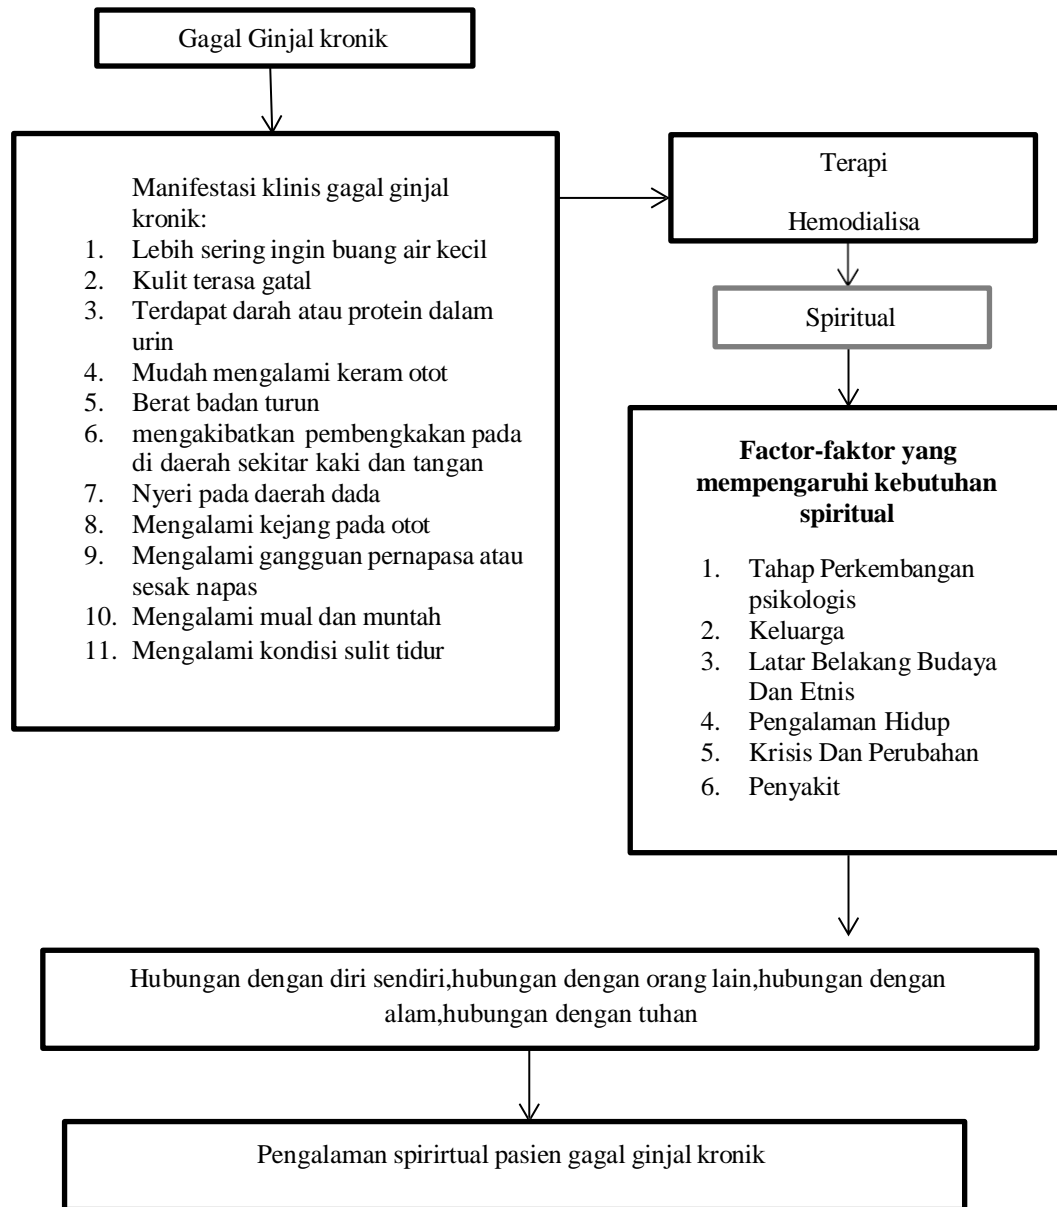 Gagal Ginjal kronik
Manifestasi klinis gagal ginjal
kronik:
1. Lebih sering ingin buang air kecil
2. Kulit terasa gatal
3. Terdapat darah atau protein dalam
urin
4. Mudah mengalami keram otot
5. Berat badan turun
6. mengakibatkan pembengkakan pada
di daerah sekitar kaki dan tangan
7. Nyeri pada daerah dada
8. Mengalami kejang pada otot
9. Mengalami gangguan pernapasa atau
sesak napas
10. Mengalami mual dan muntah
11. Mengalami kondisi sulit tidur
Terapi
Hemodialisa
Spiritual
Factor-faktor yang
mempengaruhi kebutuhan
spiritual
1. Tahap Perkembangan
psikologis
2. Keluarga
3. Latar Belakang Budaya
Dan Etnis
4. Pengalaman Hidup
5. Krisis Dan Perubahan
6. Penyakit
Hubungan dengan diri sendiri,hubungan dengan orang lain,hubungan dengan
alam,hubungan dengan tuhan
Pengalaman spirirtual pasien gagal ginjal kronik